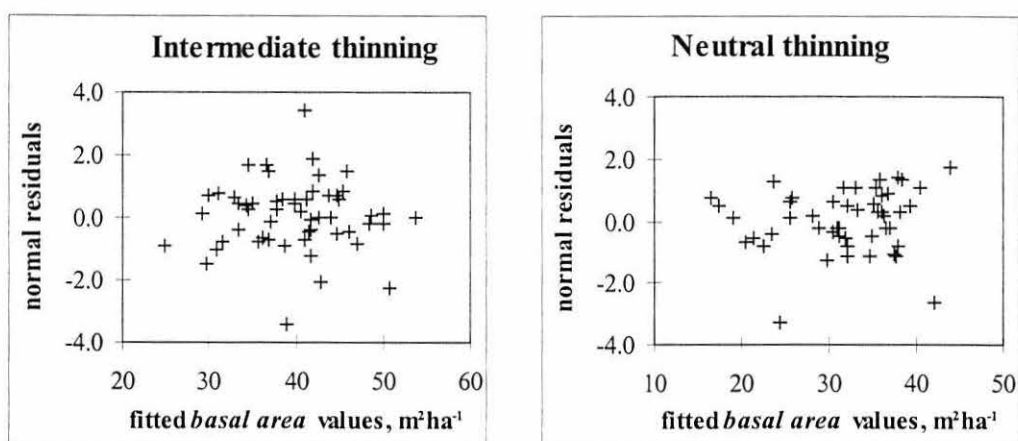 Intermediate thinning
normal residuals
4.0
2.0
0.0
-2.0
-4.0
20 30 40 50 60
fitted basal area values, m²ha⁻¹
Neutral thinning
normal residuals
4.0
2.0
0.0
-2.0
-4.0
10 20 30 40 50
fitted basal area values, m²ha⁻¹